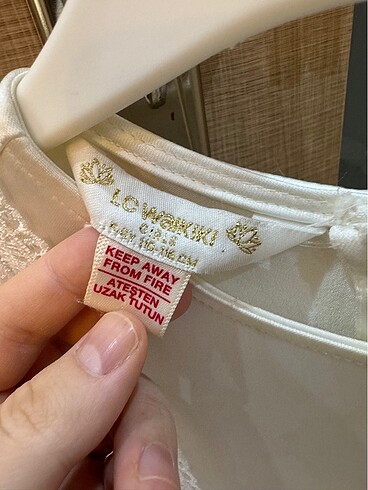 LC WAIKIKI
KEEP AWAY
FROM FIRE
ATEŞTEN
UZAK TUTUN